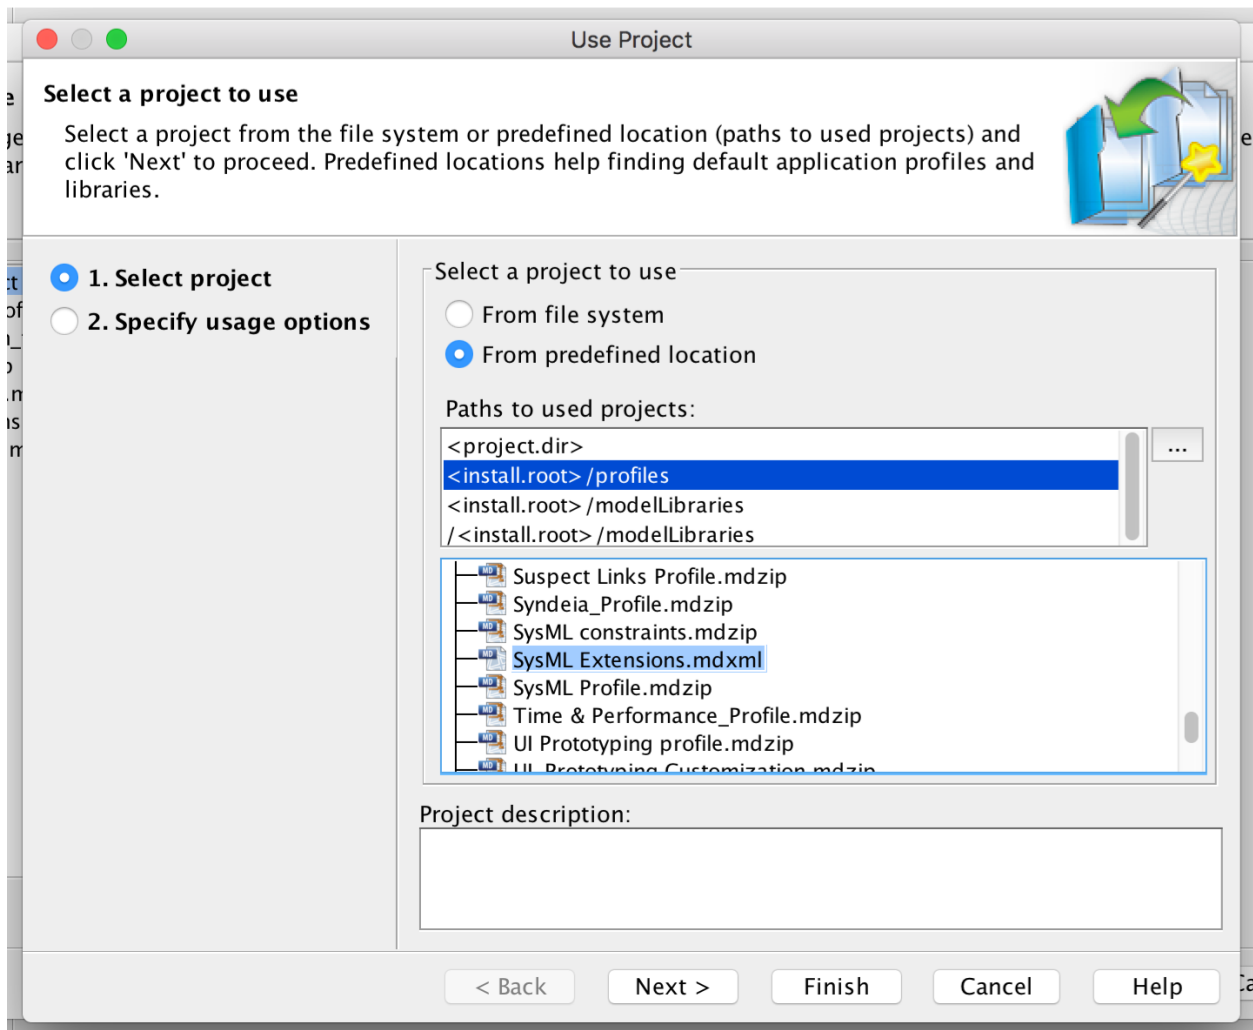 Use Project
Select a project to use
Select a project from the file system or predefined location (paths to used projects) and
click 'Next' to proceed. Predefined locations help finding default application profiles and
libraries.
1. Select project
2. Specify usage options
Select a project to use
From file system
From predefined location
Paths to used projects:
<project.dir>
...
<install.root>/profiles
<install.root>/modelLibraries
/<install.root>/modelLibraries
Suspect Links Profile.mdzip
Syndeia_Profile.mdzip
SysML constraints.mdzip
SysML Extensions.mdxml
SysML Profile.mdzip
Time & Performance_Profile.mdzip
UI Prototyping profile.mdzip
UI Prototyping Customization mdzip
Project description:
< Back
Next >
Finish
Cancel
Help